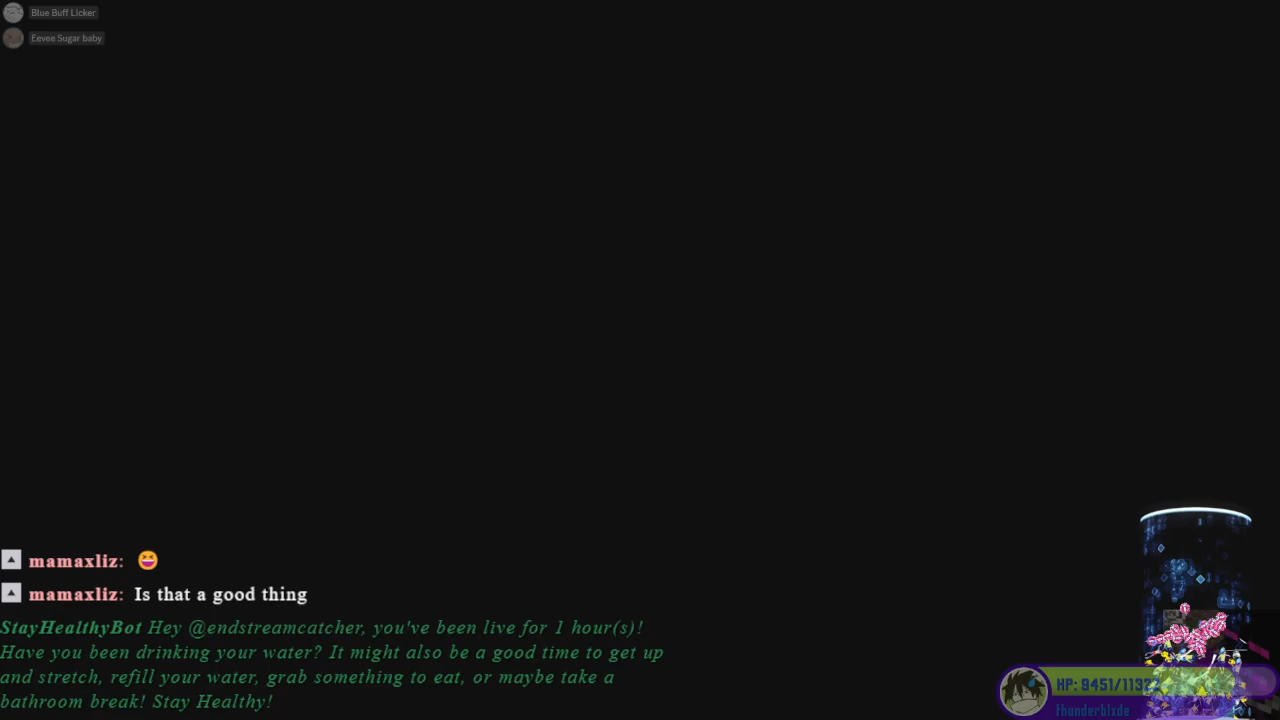 Blue Buff Licker
Eevee Sugar baby
mamaxliz: 😆
mamaxliz: Is that a good thing
StayHealthyBot Hey @endstreamcatcher, you've been live for 1 hour(s)!
Have you been drinking your water? It might also be a good time to get up
and stretch, refill your water, grab something to eat, or maybe take a
bathroom break! Stay Healthy!
HP: 9451/11322
thunderblxde